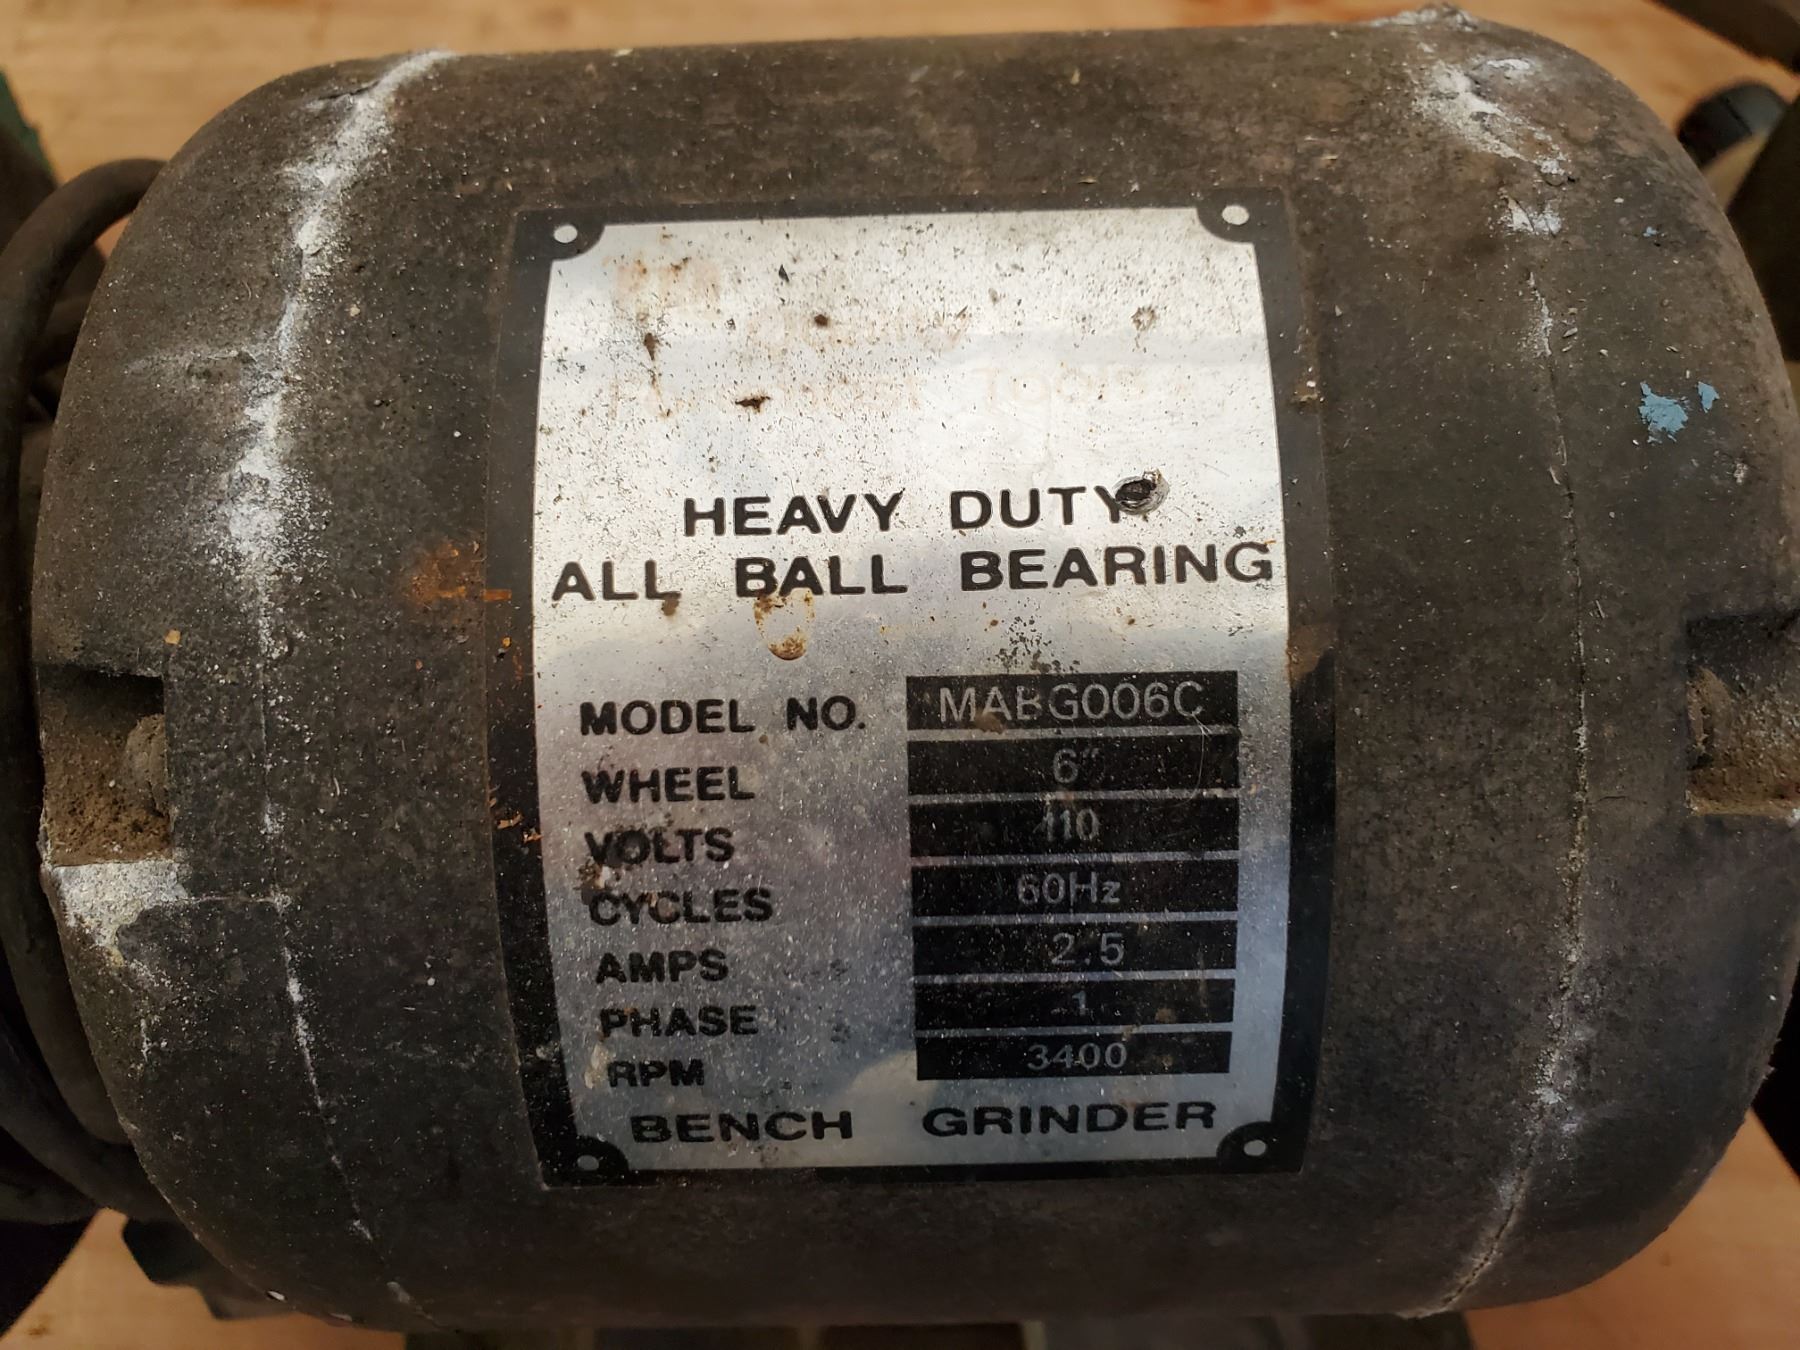 Tools
HEAVY DUTY
ALL BALL BEARING
MODEL NO. MABG006C
WHEEL 6"
VOLTS 110
CYCLES 60Hz
AMPS 2.5
PHASE 1
RPM 3400
BENCH GRINDER